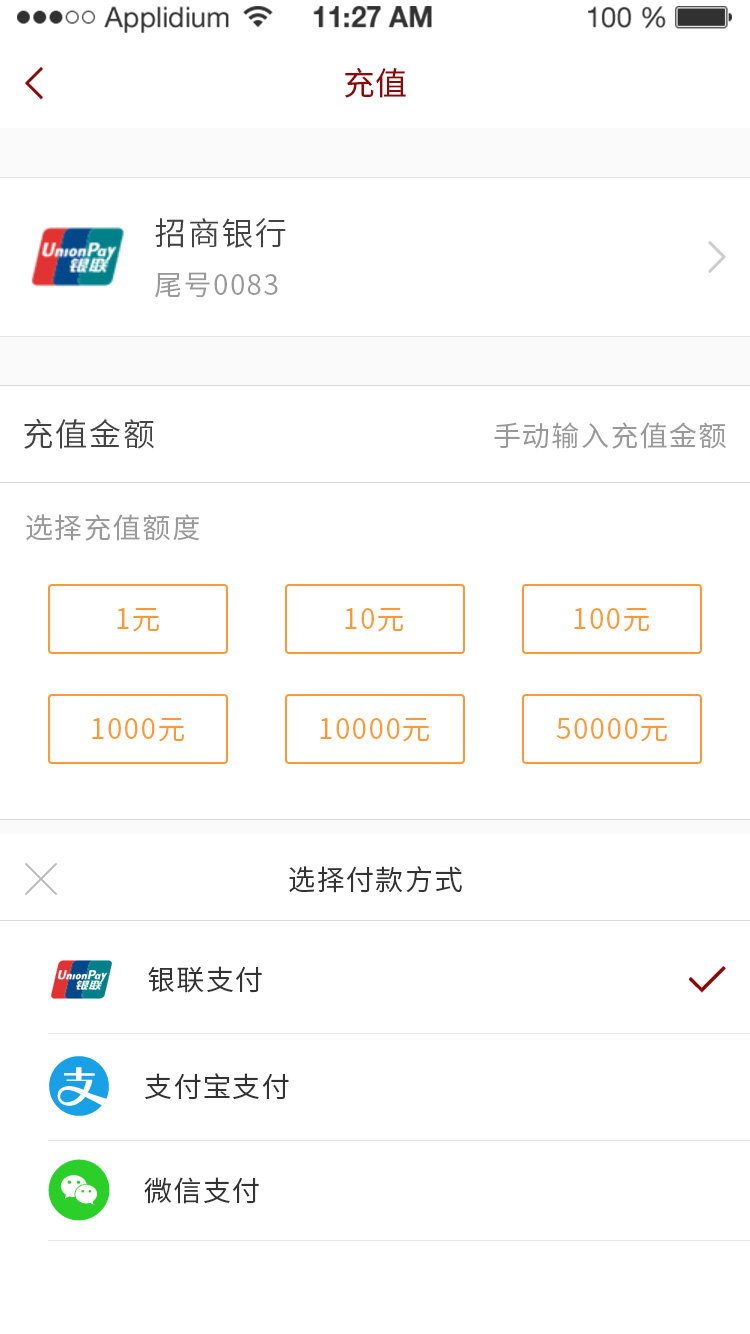 Applidium 11:27 AM 100 %
充值
UnionPay
银联
招商银行
尾号0083
充值金额 手动输入充值金额
选择充值额度
1元 10元 100元
1000元 10000元 50000元
选择付款方式
UnionPay
银联
银联支付
支
支付宝支付
微信支付